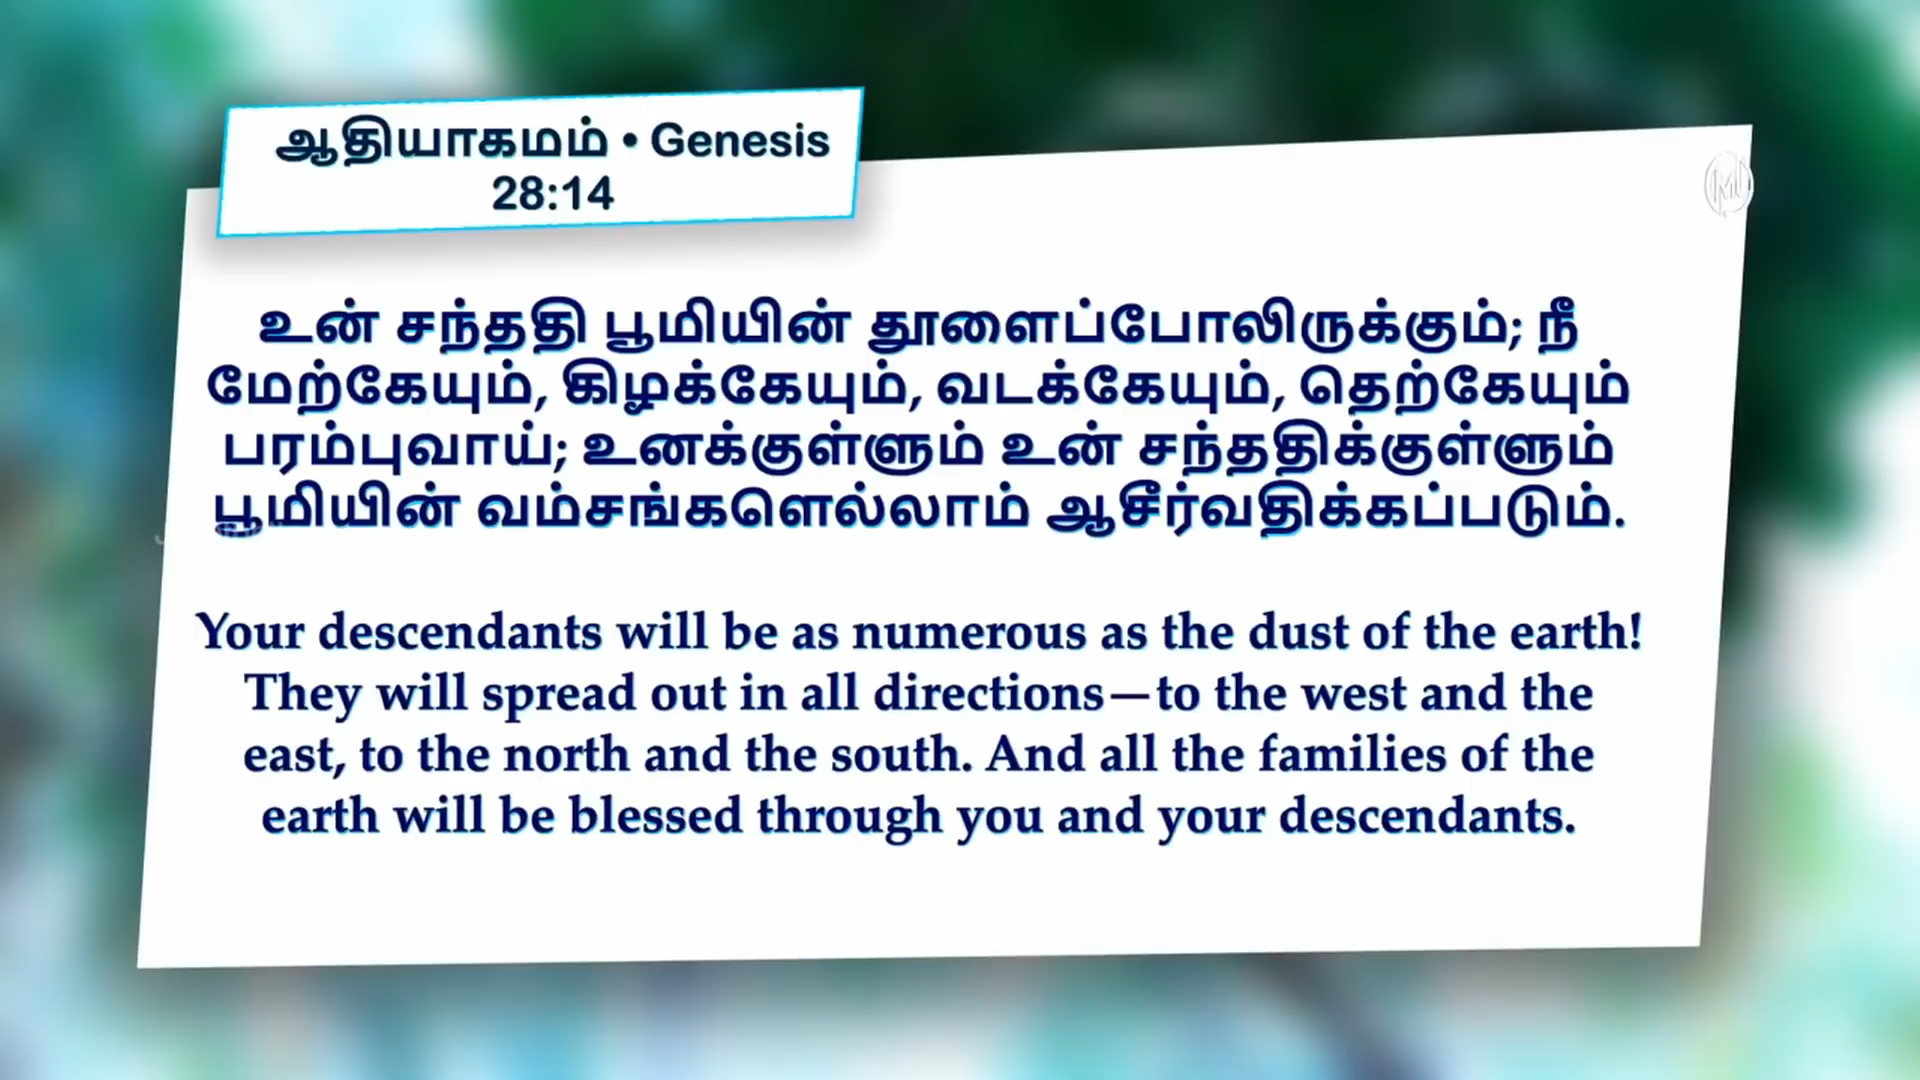 ஆதியாகமம் • Genesis
28:14
உன் சந்ததி பூமியின் தூளைப்போலிருக்கும்; நீ
மேற்கேயும், கிழக்கேயும், வடக்கேயும், தெற்கேயும்
பரம்புவாய்; உனக்குள்ளும் உன் சந்ததிக்குள்ளும்
பூமியின் வம்சங்களெல்லாம் ஆசீர்வதிக்கப்படும்.
Your descendants will be as numerous as the dust of the earth!
They will spread out in all directions—to the west and the
east, to the north and the south. And all the families of the
earth will be blessed through you and your descendants.